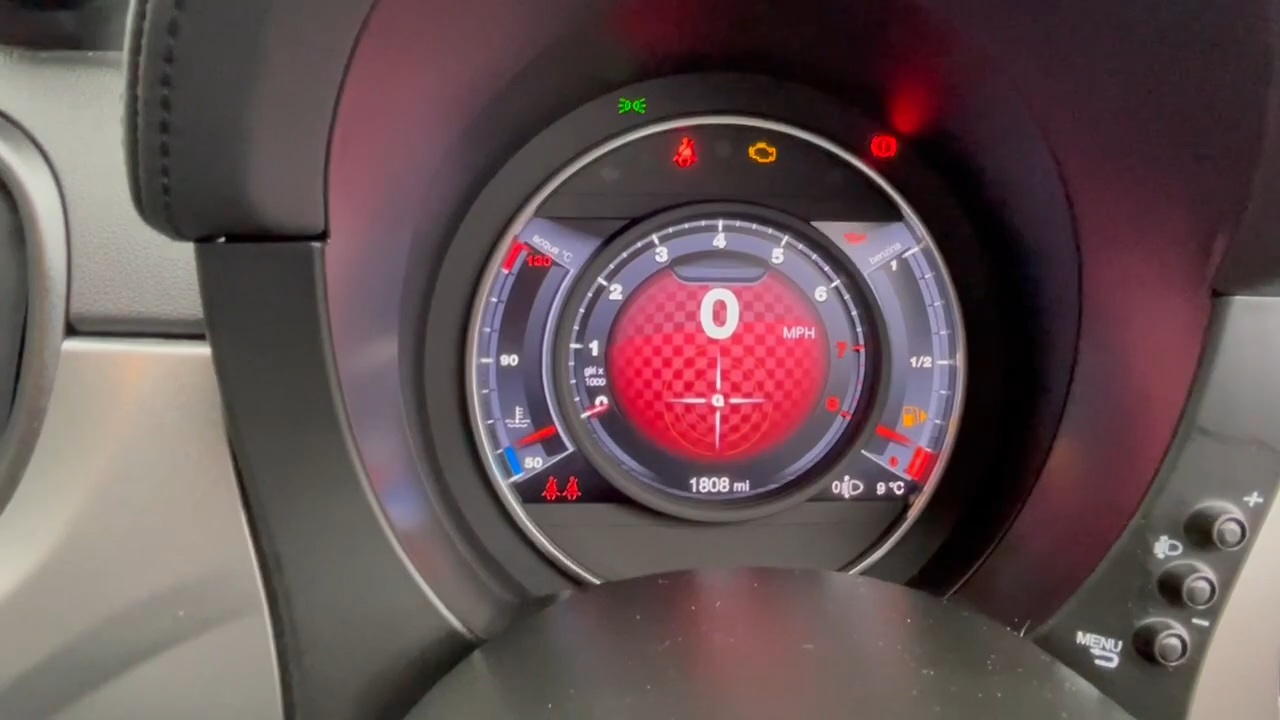 acqua °C
130
90
50
1
2
3
4
5
6
7
8
0
giri x
1000
0
MPH
G
benzina
1
1/2
0
1808 mi
0
9 °C
+
−
MENU